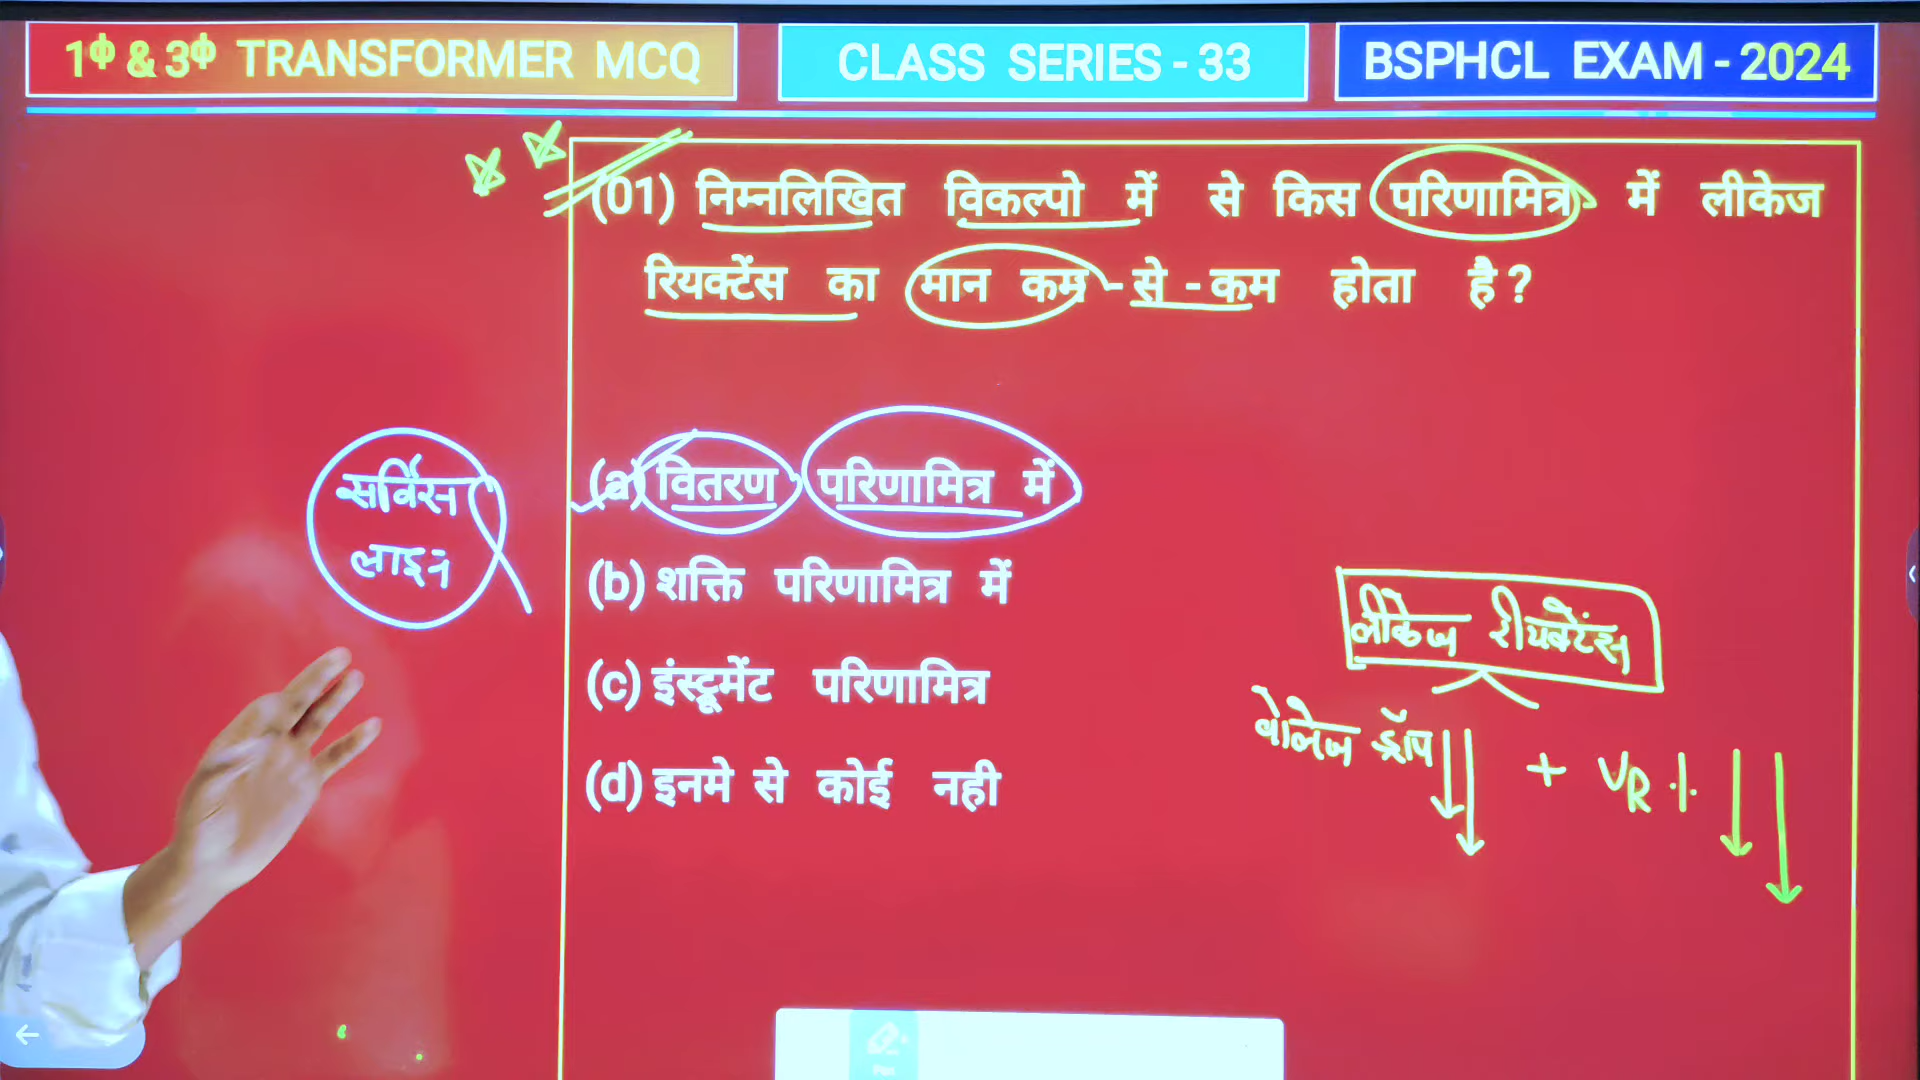 1ϕ & 3ϕ TRANSFORMER MCQ
CLASS SERIES - 33
BSPHCL EXAM - 2024
(01) निम्नलिखित विकल्पो में से किस परिणामित्र में लीकेज
रियक्टेंस का मान कम - से - कम होता है ?
(a) वितरण परिणामित्र में
(b) शक्ति परिणामित्र में
(c) इंस्ट्रूमेंट परिणामित्र
(d) इनमे से कोई नही
सर्विस
लाइन
लीकेज रीयक्टेंस
वोलेज ड्रॉप ↓↓ + VR ↓↓
Pen